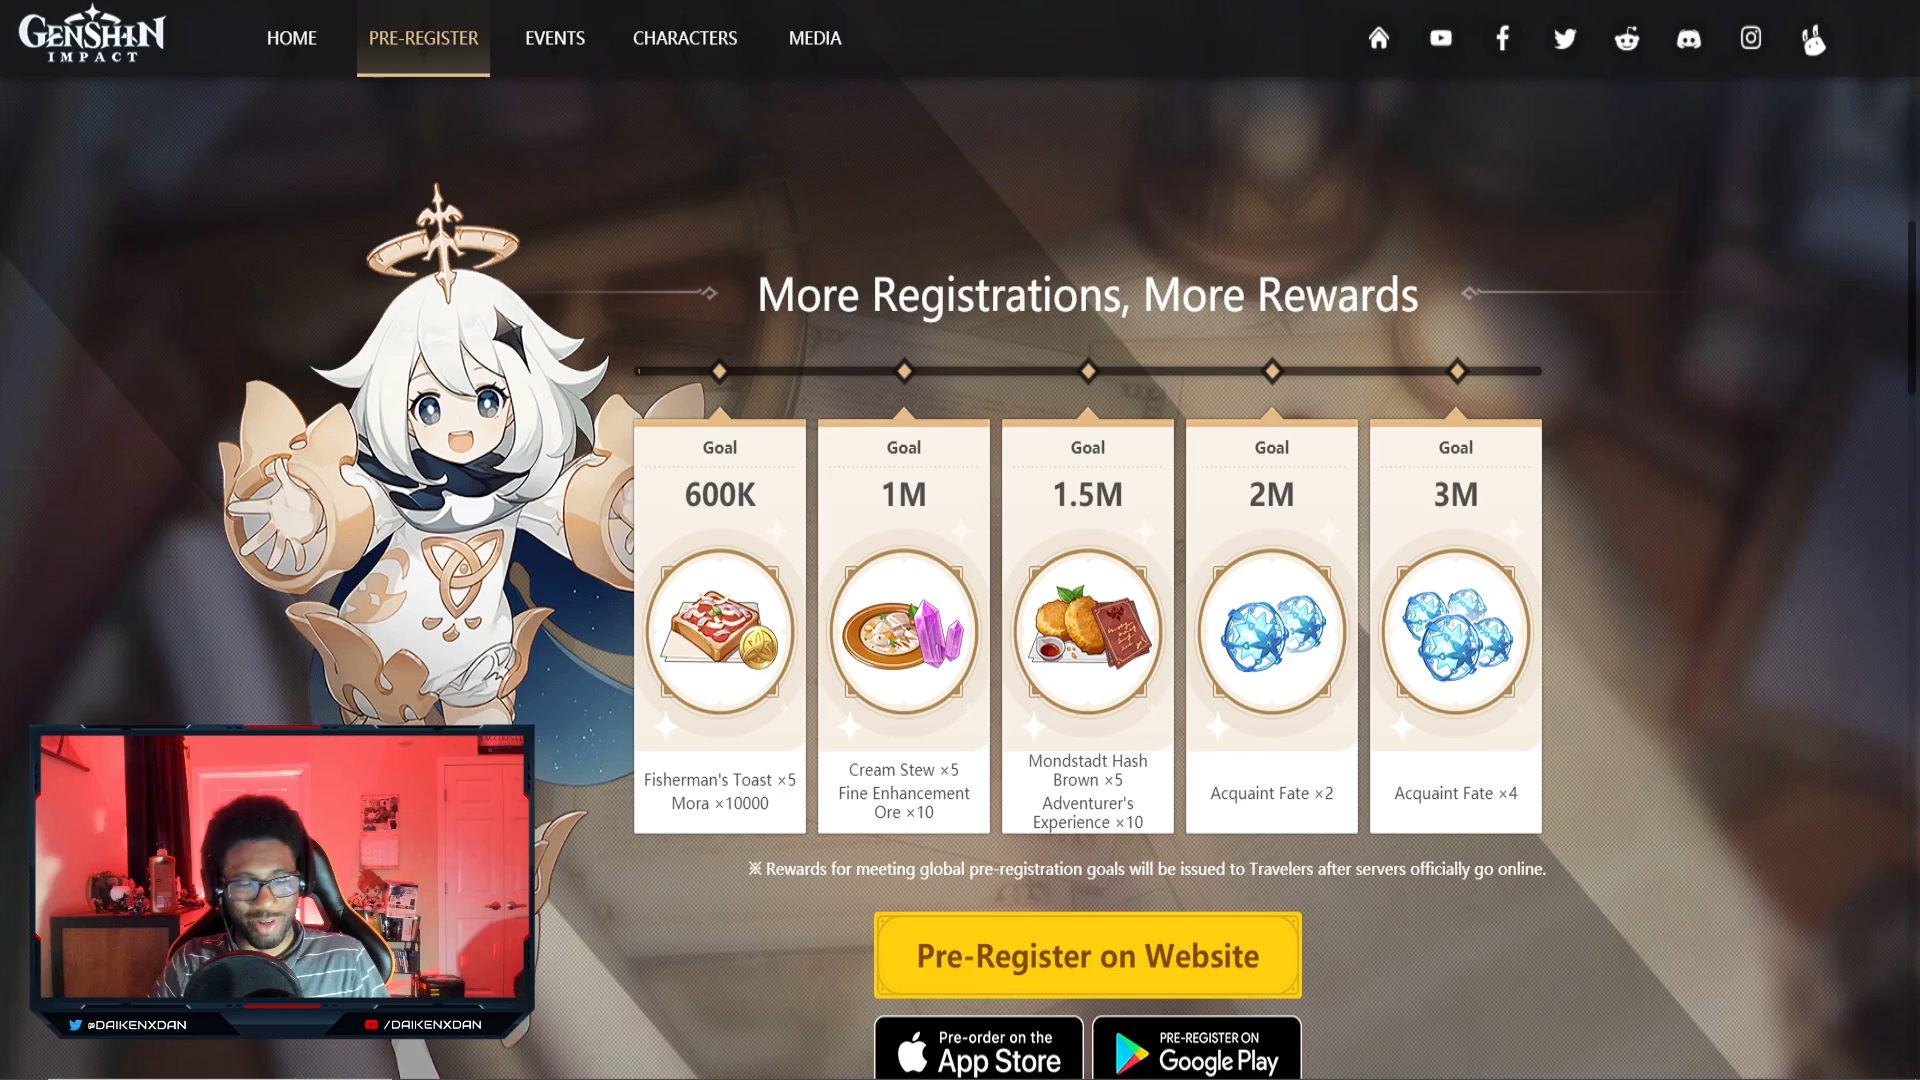 GENSHIN
IMPACT
HOME
PRE-REGISTER
EVENTS
CHARACTERS
MEDIA
More Registrations, More Rewards
Goal
600K
Fisherman's Toast ×5
Mora ×10000
Goal
1M
Cream Stew ×5
Fine Enhancement
Ore ×10
Goal
1.5M
Mondstadt Hash
Brown ×5
Adventurer's
Experience ×10
Goal
2M
Acquaint Fate ×2
Goal
3M
Acquaint Fate ×4
※ Rewards for meeting global pre-registration goals will be issued to Travelers after servers officially go online.
Pre-Register on Website
Pre-order on the
App Store
PRE-REGISTER ON
Google Play
@DAIKENXDAN
/DAIKENXDAN